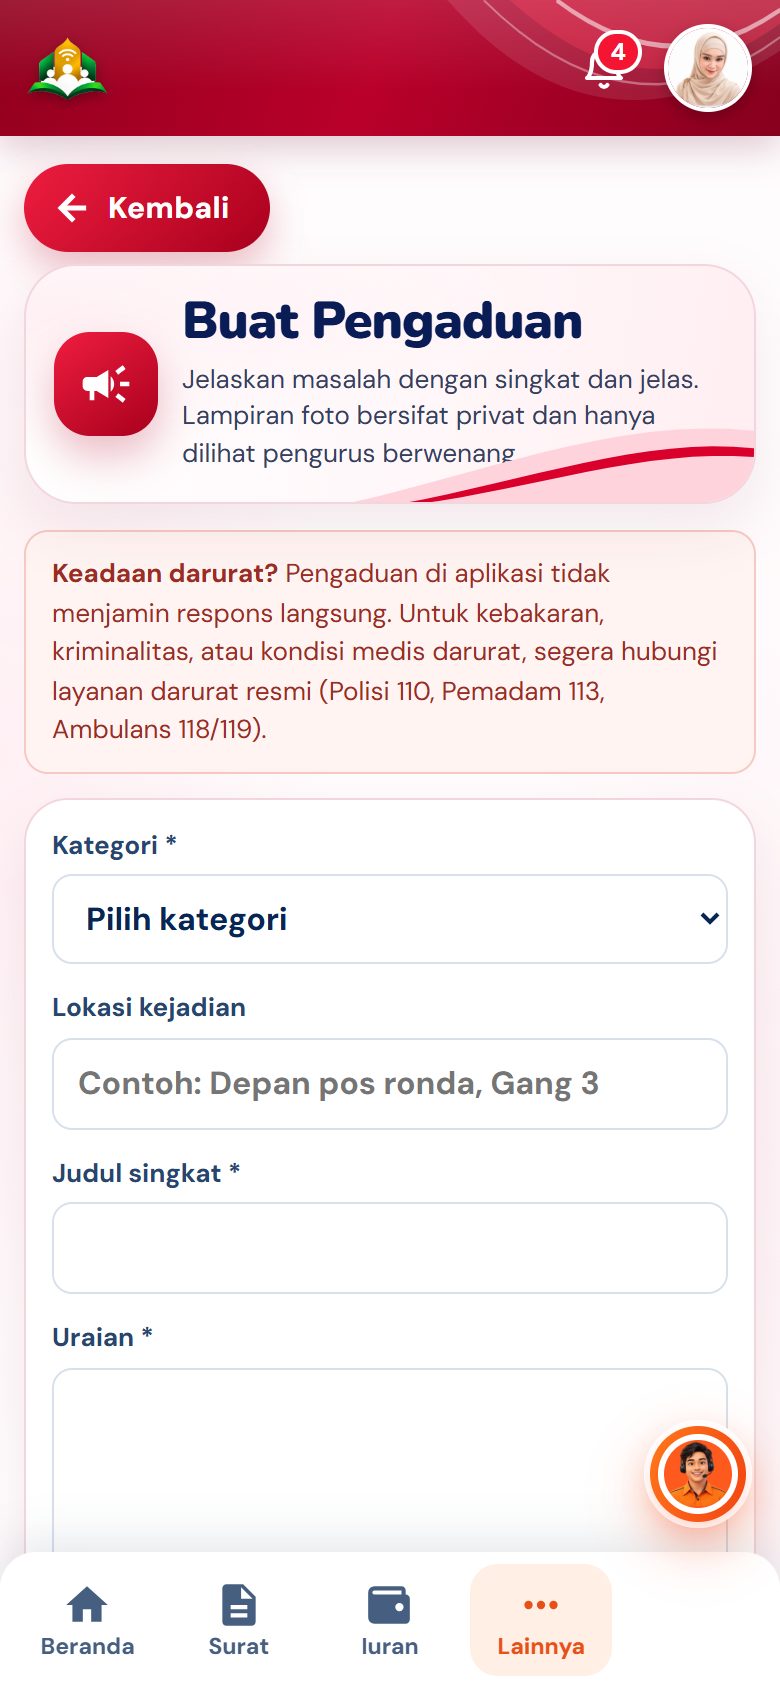 4
Kembali
Buat Pengaduan
Jelaskan masalah dengan singkat dan jelas.
Lampiran foto bersifat privat dan hanya
dilihat pengurus berwenang
Keadaan darurat? Pengaduan di aplikasi tidak
menjamin respons langsung. Untuk kebakaran,
kriminalitas, atau kondisi medis darurat, segera hubungi
layanan darurat resmi (Polisi 110, Pemadam 113,
Ambulans 118/119).
Kategori *
Pilih kategori
Lokasi kejadian
Contoh: Depan pos ronda, Gang 3
Judul singkat *
Uraian *
Beranda
Surat
Iuran
Lainnya